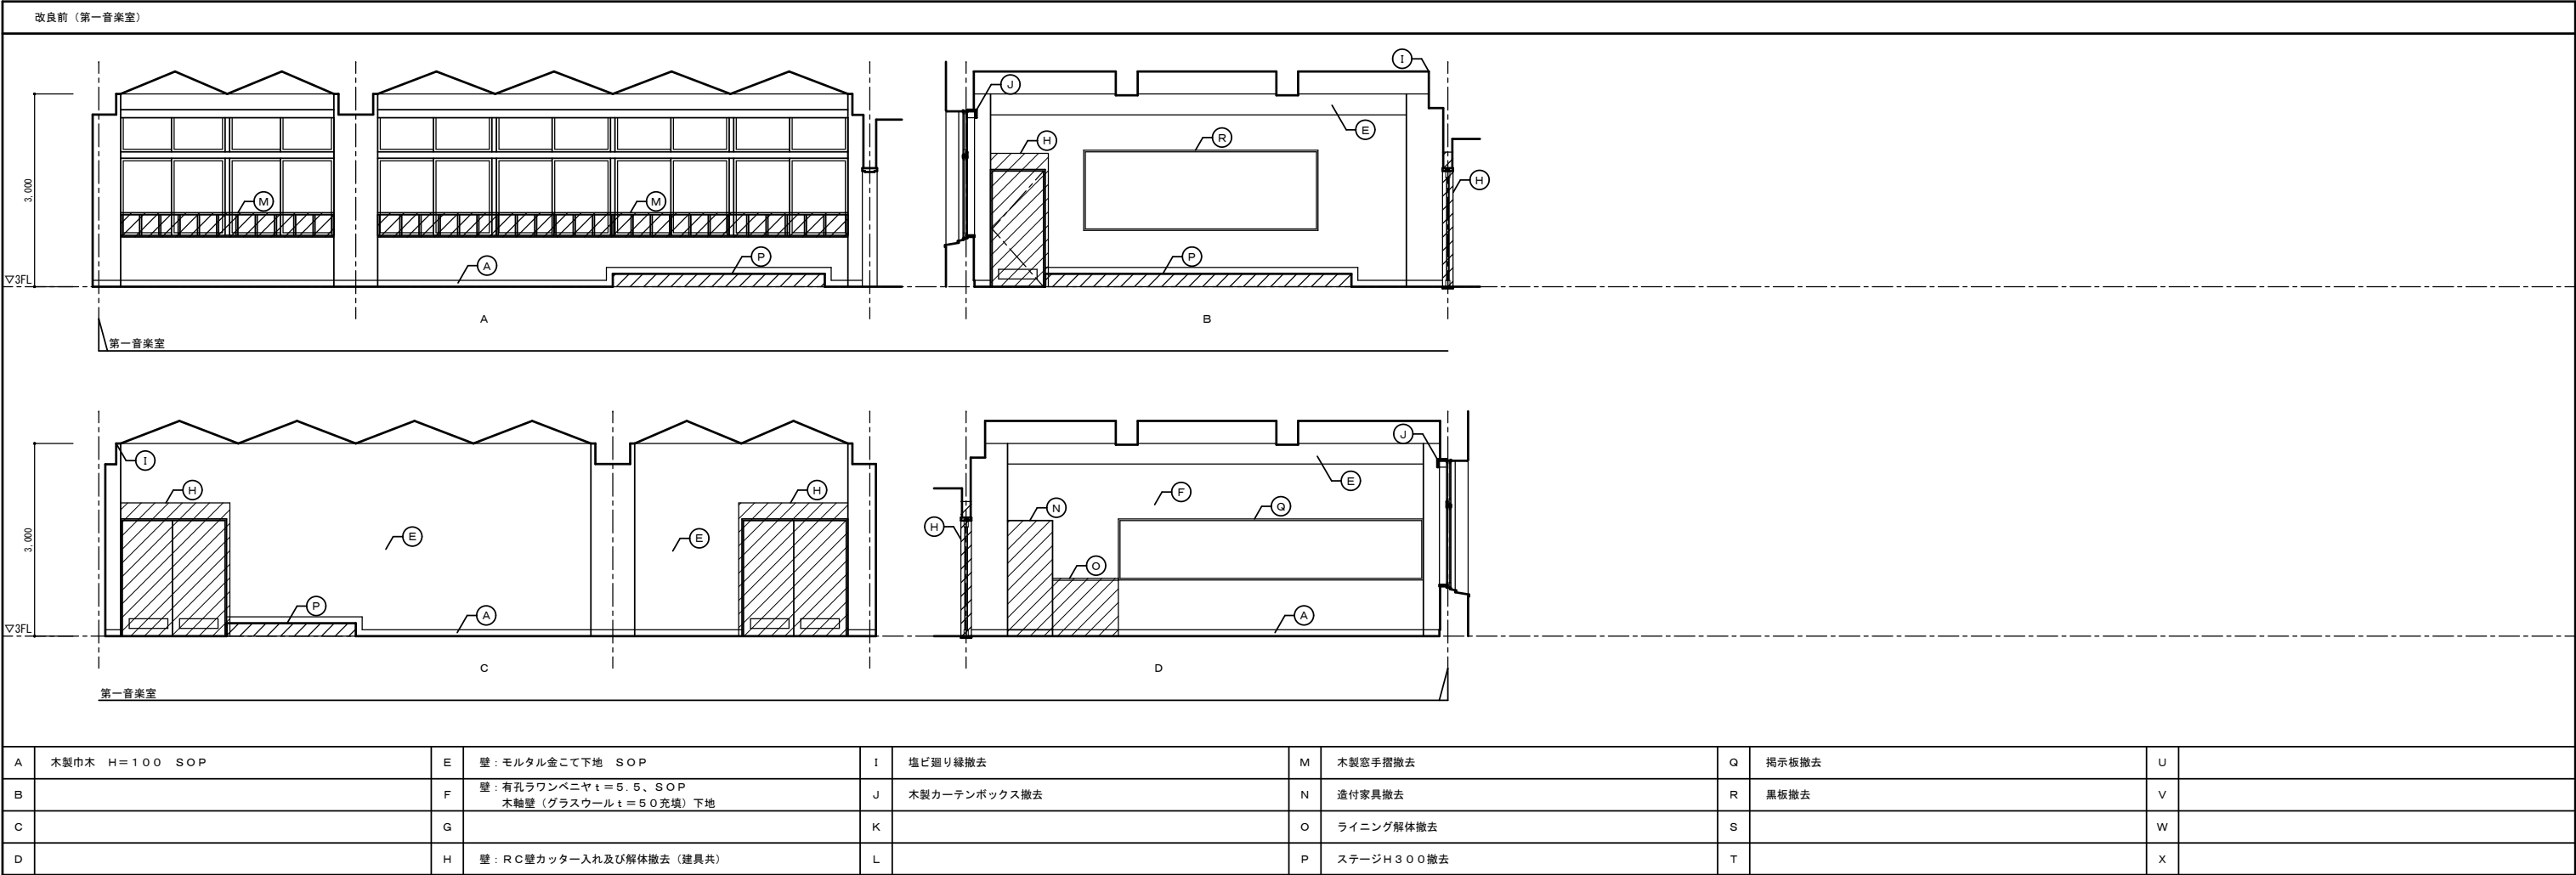 改良前（第一音楽室）
J
I
E
H
R
H
M
M
3,000
A
P
P
▽3FL
A
B
第一音楽室
I
J
E
H
H
F
N
Q
H
E
E
3,000
O
P
A
A
▽3FL
C
D
第一音楽室
A 木製巾木 H=100 SOP E 壁：モルタル金こて下地 SOP I 塩ビ廻り縁撤去 M 木製窓手摺撤去 Q 掲示板撤去 U
B F 壁：有孔ラワンベニヤt=5.5、SOP
木軸壁（グラスウールt=50充填）下地 J 木製カーテンボックス撤去 N 造付家具撤去 R 黒板撤去 V
C G K O ライニング解体撤去 S W
D H 壁：RC壁カッター入れ及び解体撤去（建具共） L P ステージH300撤去 T X